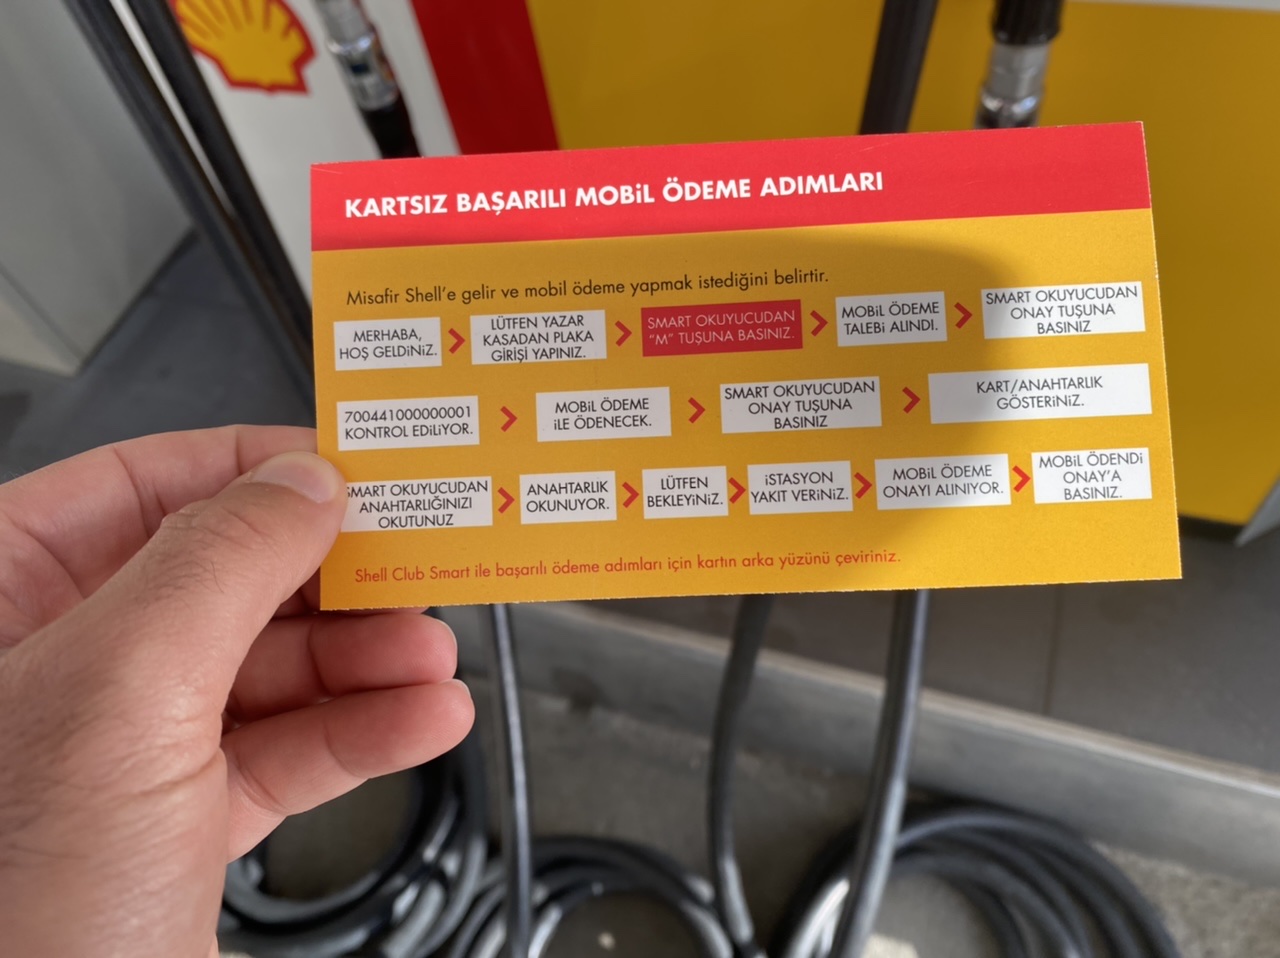 KARTSIZ BAŞARILI MOBiL ÖDEME ADIMLARI
Misafir Shell'e gelir ve mobil ödeme yapmak istediğini belirtir.
MERHABA,
HOŞ GELDiNiZ.
LÜTFEN YAZAR
KASADAN PLAKA
GİRİŞİ YAPINIZ.
SMART OKUYUCUDAN
"M" TUŞUNA BASINIZ.
MOBiL ÖDEME
TALEBi ALINDI.
SMART OKUYUCUDAN
ONAY TUŞUNA
BASINIZ
700441000000001
KONTROL EDiLiYOR.
MOBiL ÖDEME
iLE ÖDENECEK.
SMART OKUYUCUDAN
ONAY TUŞUNA
BASINIZ
KART/ANAHTARLIK
GÖSTERiNiZ.
SMART OKUYUCUDAN
ANAHTARLIĞINIZI
OKUTUNUZ
ANAHTARLIK
OKUNUYOR.
LÜTFEN
BEKLEYiNiZ.
iSTASYON
YAKIT VERiNiZ.
MOBiL ÖDEME
ONAYI ALINIYOR.
MOBiL ÖDENDi
ONAY'A
BASINIZ.
Shell Club Smart ile başarılı ödeme adımları için kartın arka yüzünü çeviriniz.